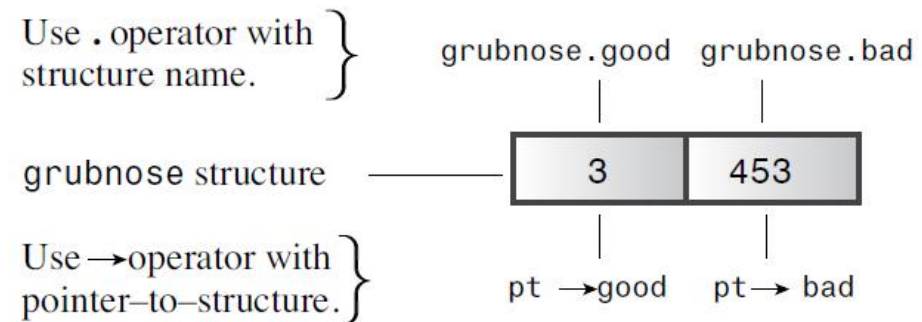 Use . operator with
structure name.
grubnose.good grubnose.bad
grubnose structure
3 453
Use →operator with
pointer–to–structure.
pt →good pt→ bad